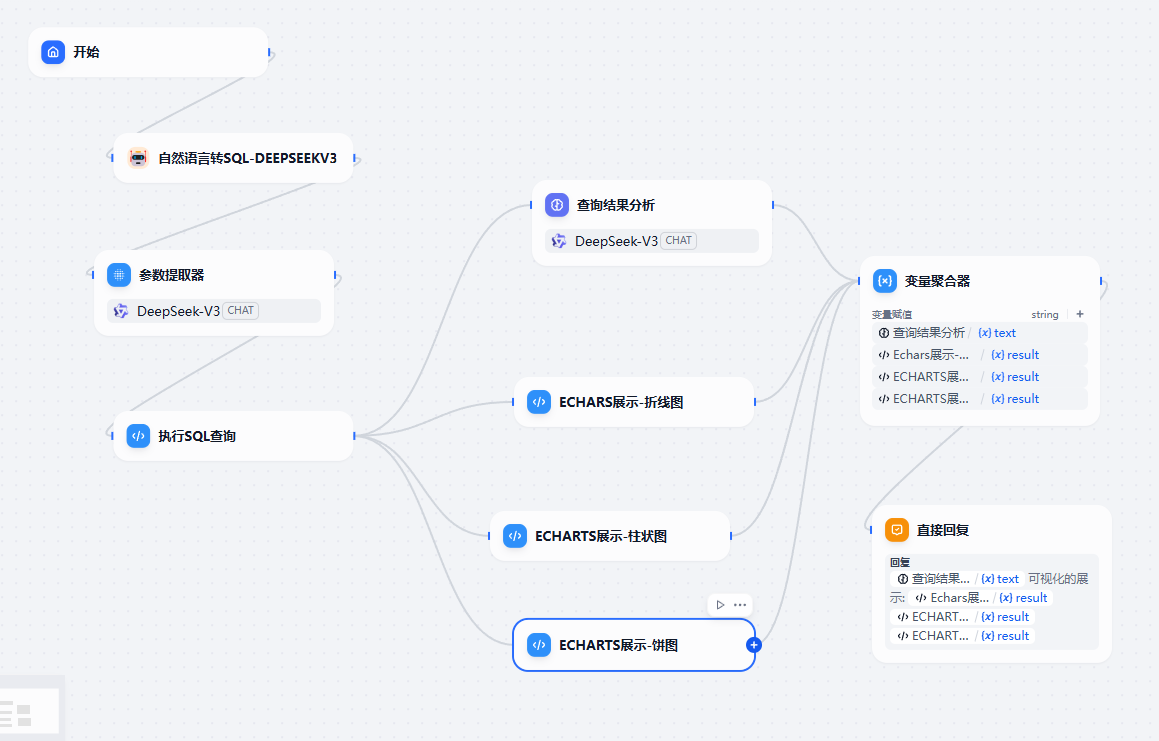 开始
自然语言转SQL-DEEPSEEKV3
参数提取器
DeepSeek-V3 CHAT
执行SQL查询
查询结果分析
DeepSeek-V3 CHAT
ECHARS展示-折线图
ECHARTS展示-柱状图
ECHARTS展示-饼图
变量聚合器
变量赋值 string +
查询结果分析 / {x} text
Echars展示-... / {x} result
ECHARTS展... / {x} result
ECHARTS展... / {x} result
直接回复
回复
查询结果... / {x} text 可视化的展
示: Echars展... / {x} result
ECHART... / {x} result
ECHART... / {x} result